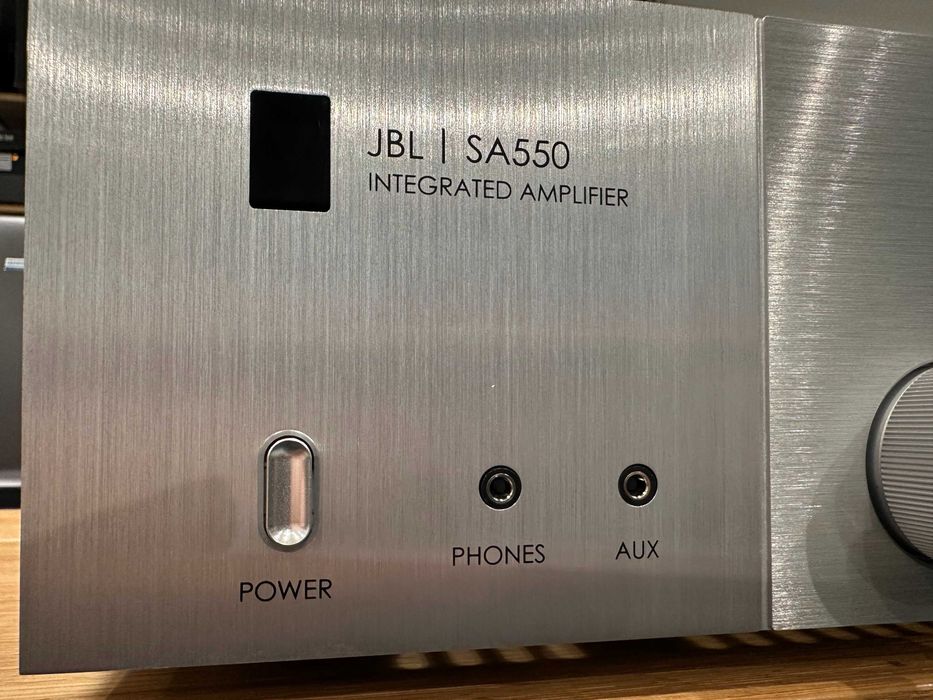 JBL | SA550
INTEGRATED AMPLIFIER
PHONES
AUX
POWER